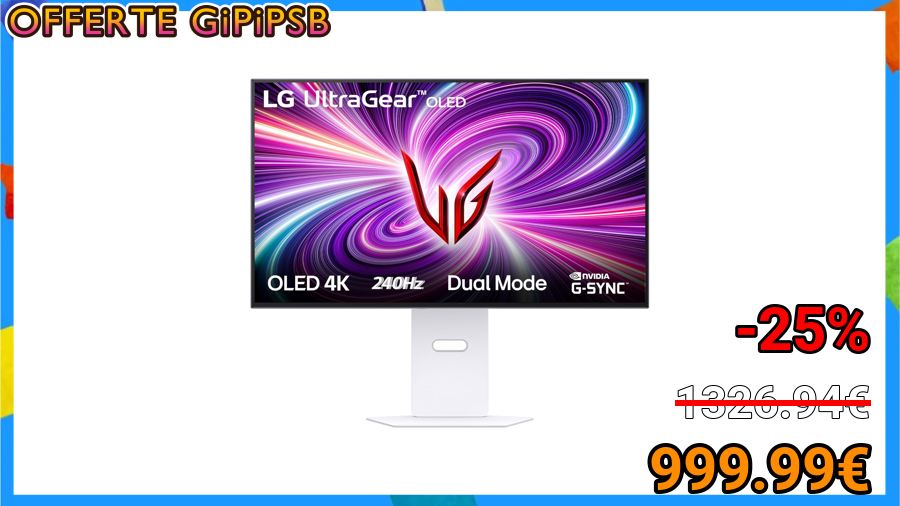 OFFERTE GiPiPSB
LG UltraGear™ OLED
OLED 4K 240Hz Dual Mode NVIDIA G-SYNC
-25%
1326.94€
999.99€